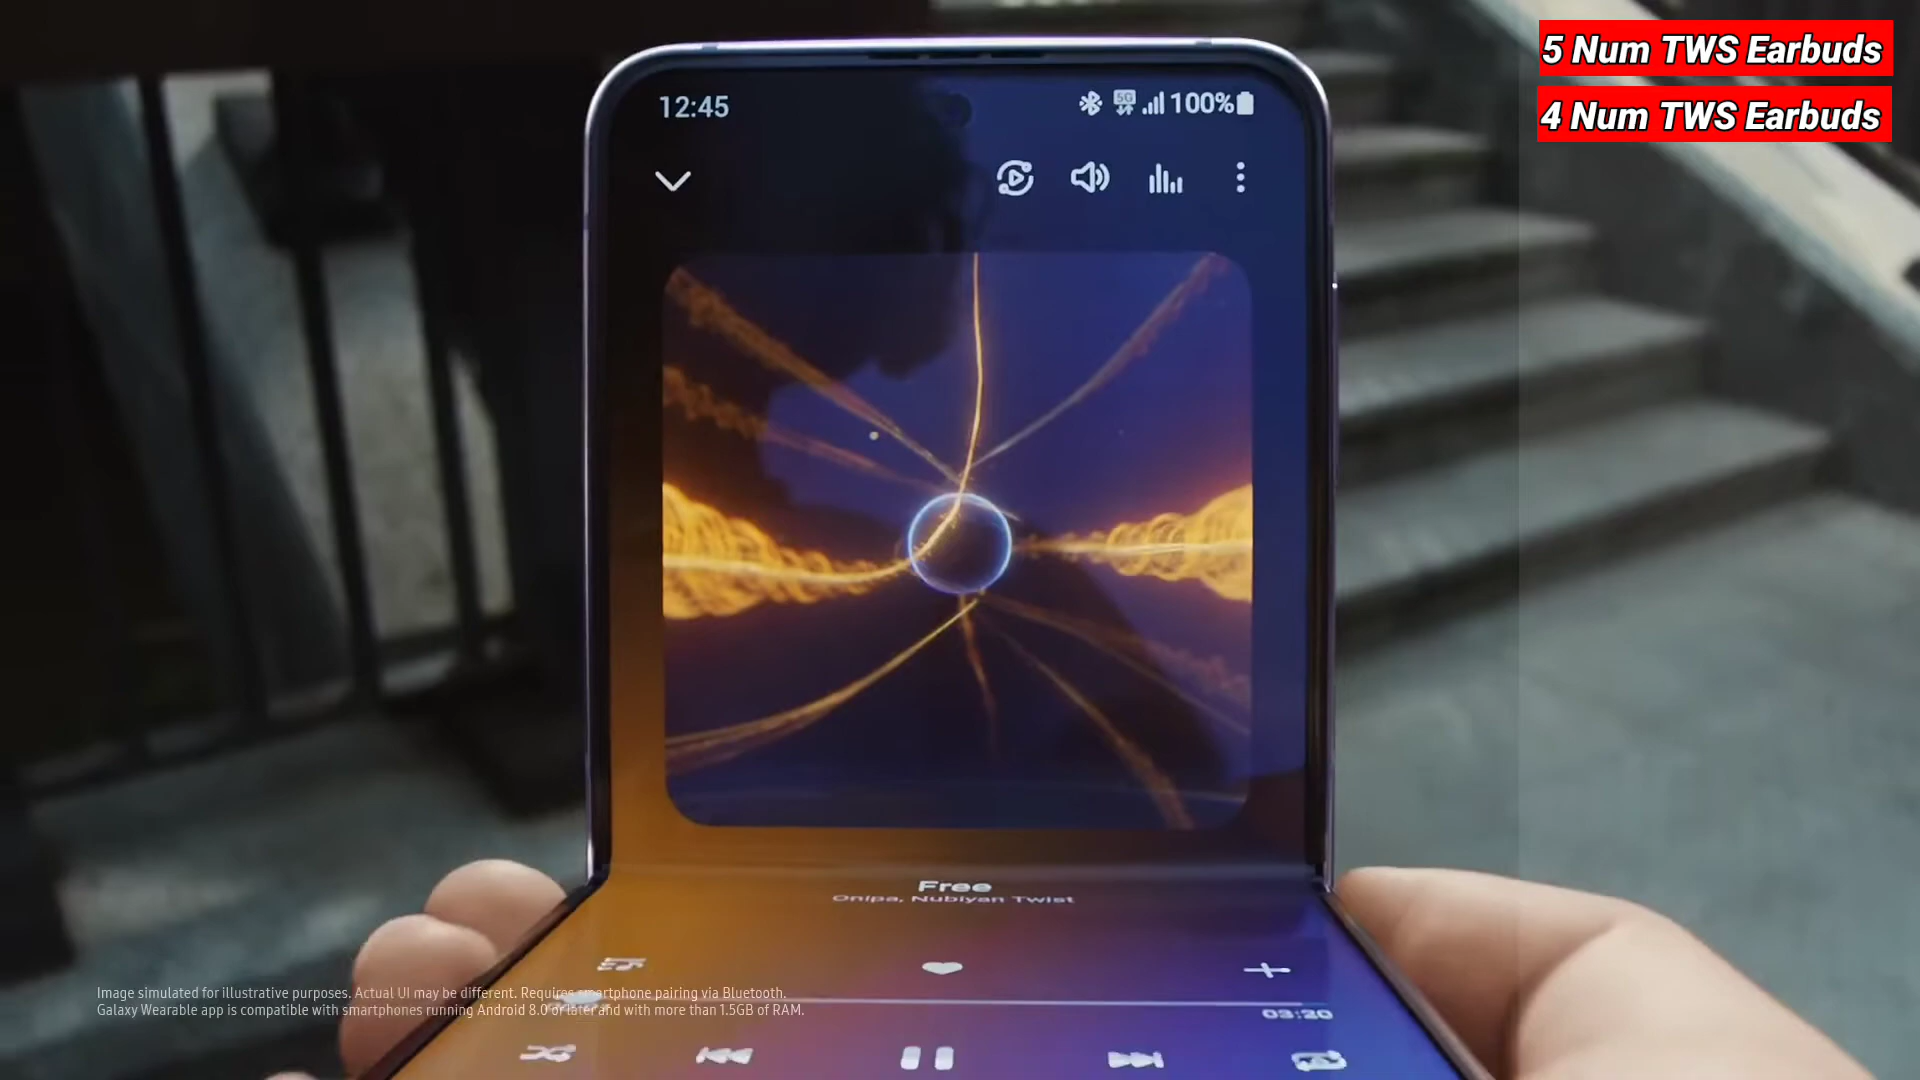 5 Num TWS Earbuds
4 Num TWS Earbuds
12:45
5G
100%
Free
Onipa, Nubiyan Twist
03:20
Image simulated for illustrative purposes. Actual UI may be different. Requires smartphone pairing via Bluetooth.
Galaxy Wearable app is compatible with smartphones running Android 8.0 or later and with more than 1.5GB of RAM.